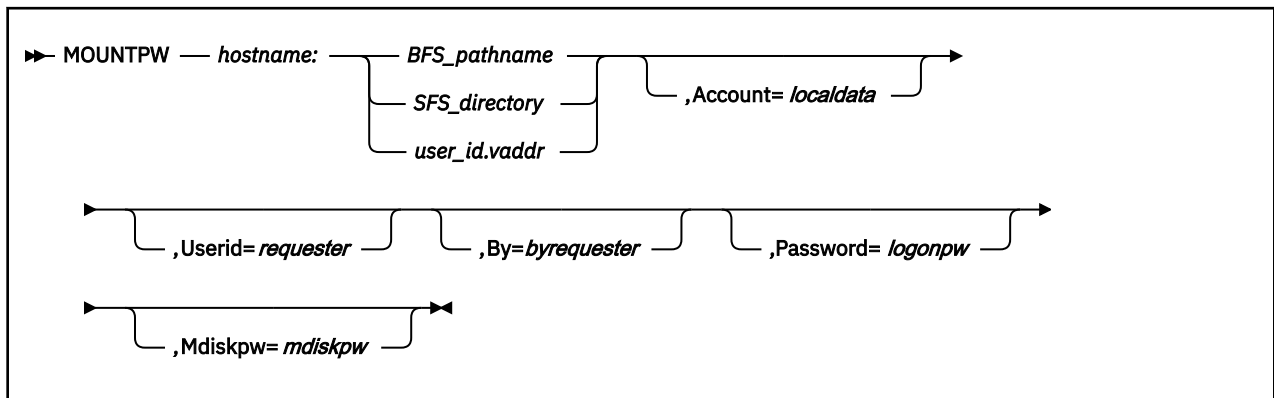 MOUNTPW hostname: BFS_pathname
SFS_directory ,Account= localdata
user_id.vaddr
,Userid= requester ,By= byrequester ,Password= logonpw
,Mdiskpw= mdiskpw